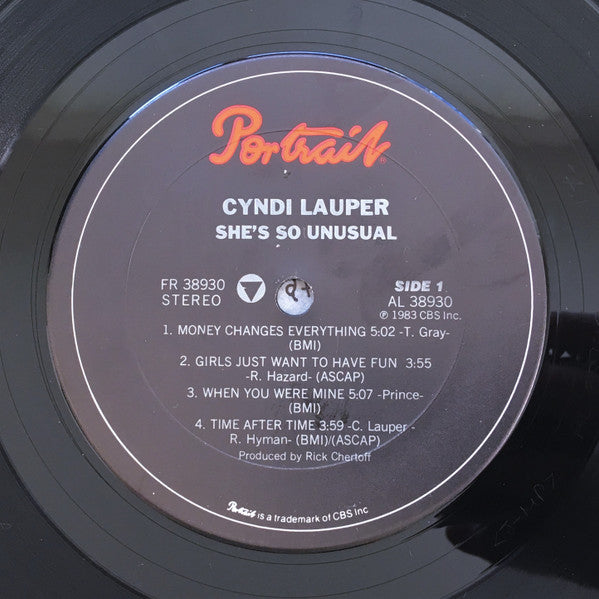 Portrait®
CYNDI LAUPER
SHE'S SO UNUSUAL
FR 38930
STEREO
SIDE 1
AL 38930
℗ 1983 CBS Inc.
1. MONEY CHANGES EVERYTHING 5:02 -T. Gray-
(BMI)
2. GIRLS JUST WANT TO HAVE FUN 3:55
-R. Hazard- (ASCAP)
3. WHEN YOU WERE MINE 5:07 -Prince-
(BMI)
4. TIME AFTER TIME 3:59 -C. Lauper -
R. Hyman- (BMI)/(ASCAP)
Produced by Rick Chertoff
Portrait is a trademark of CBS Inc